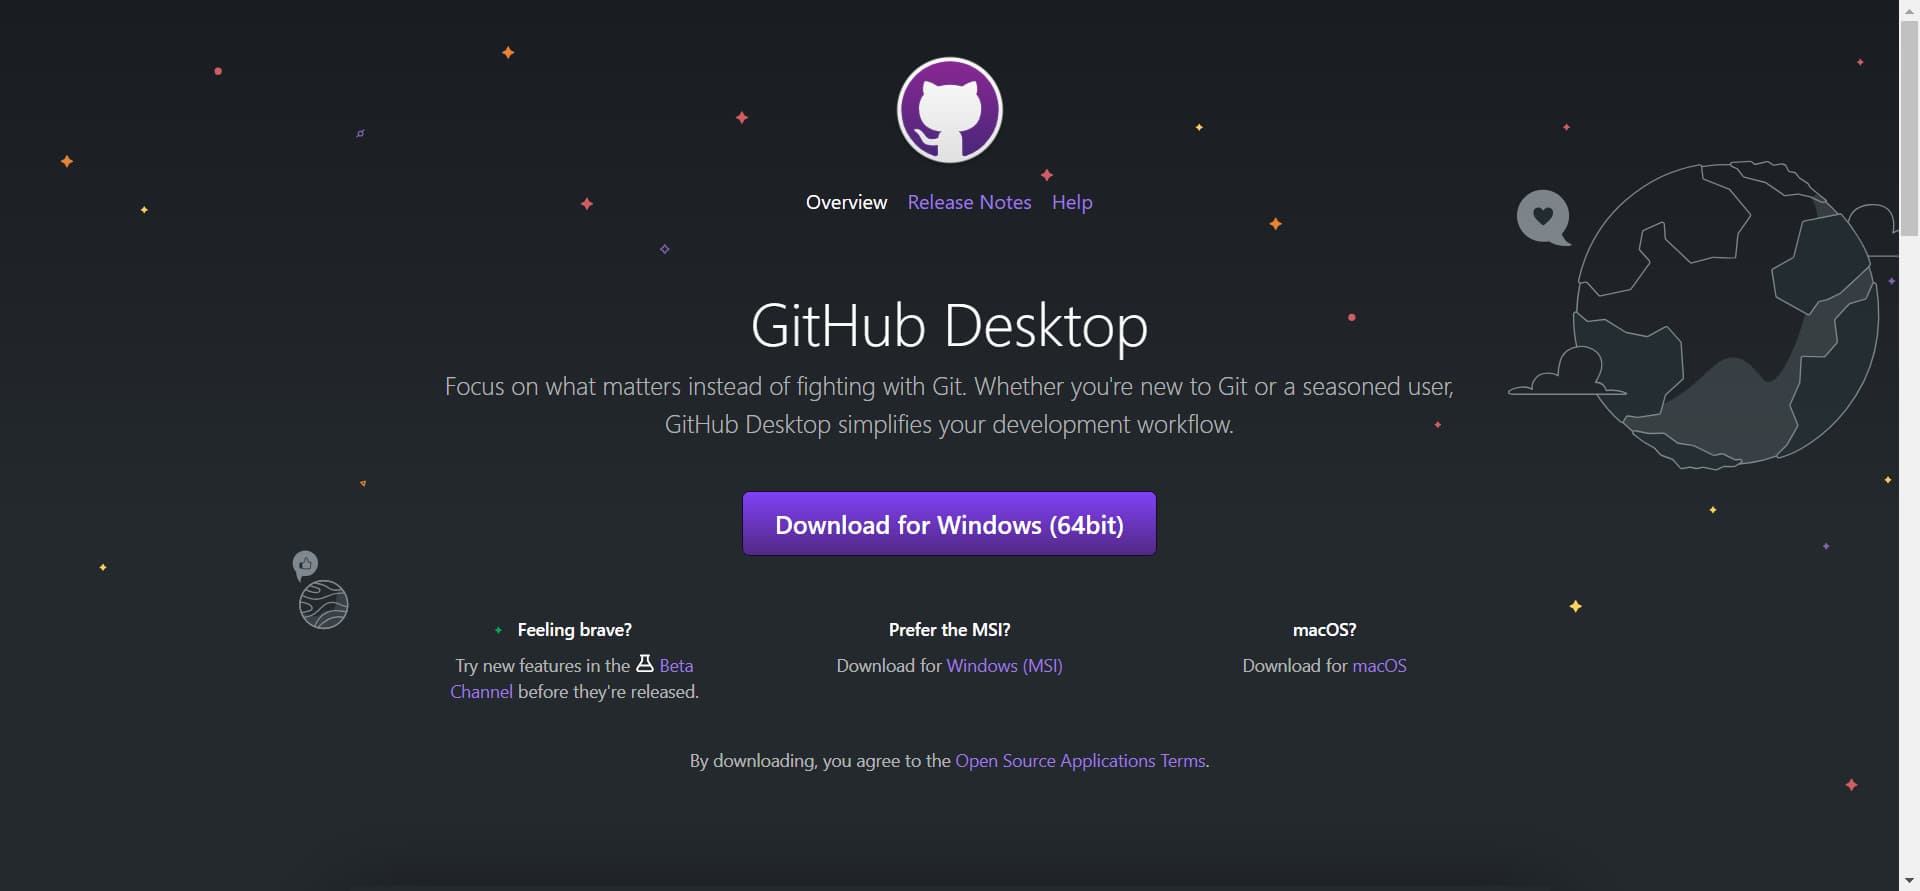 Overview Release Notes Help
GitHub Desktop
Focus on what matters instead of fighting with Git. Whether you're new to Git or a seasoned user,
GitHub Desktop simplifies your development workflow.
Download for Windows (64bit)
Feeling brave?
Try new features in the Beta
Channel before they're released.
Prefer the MSI?
Download for Windows (MSI)
macOS?
Download for macOS
By downloading, you agree to the Open Source Applications Terms.